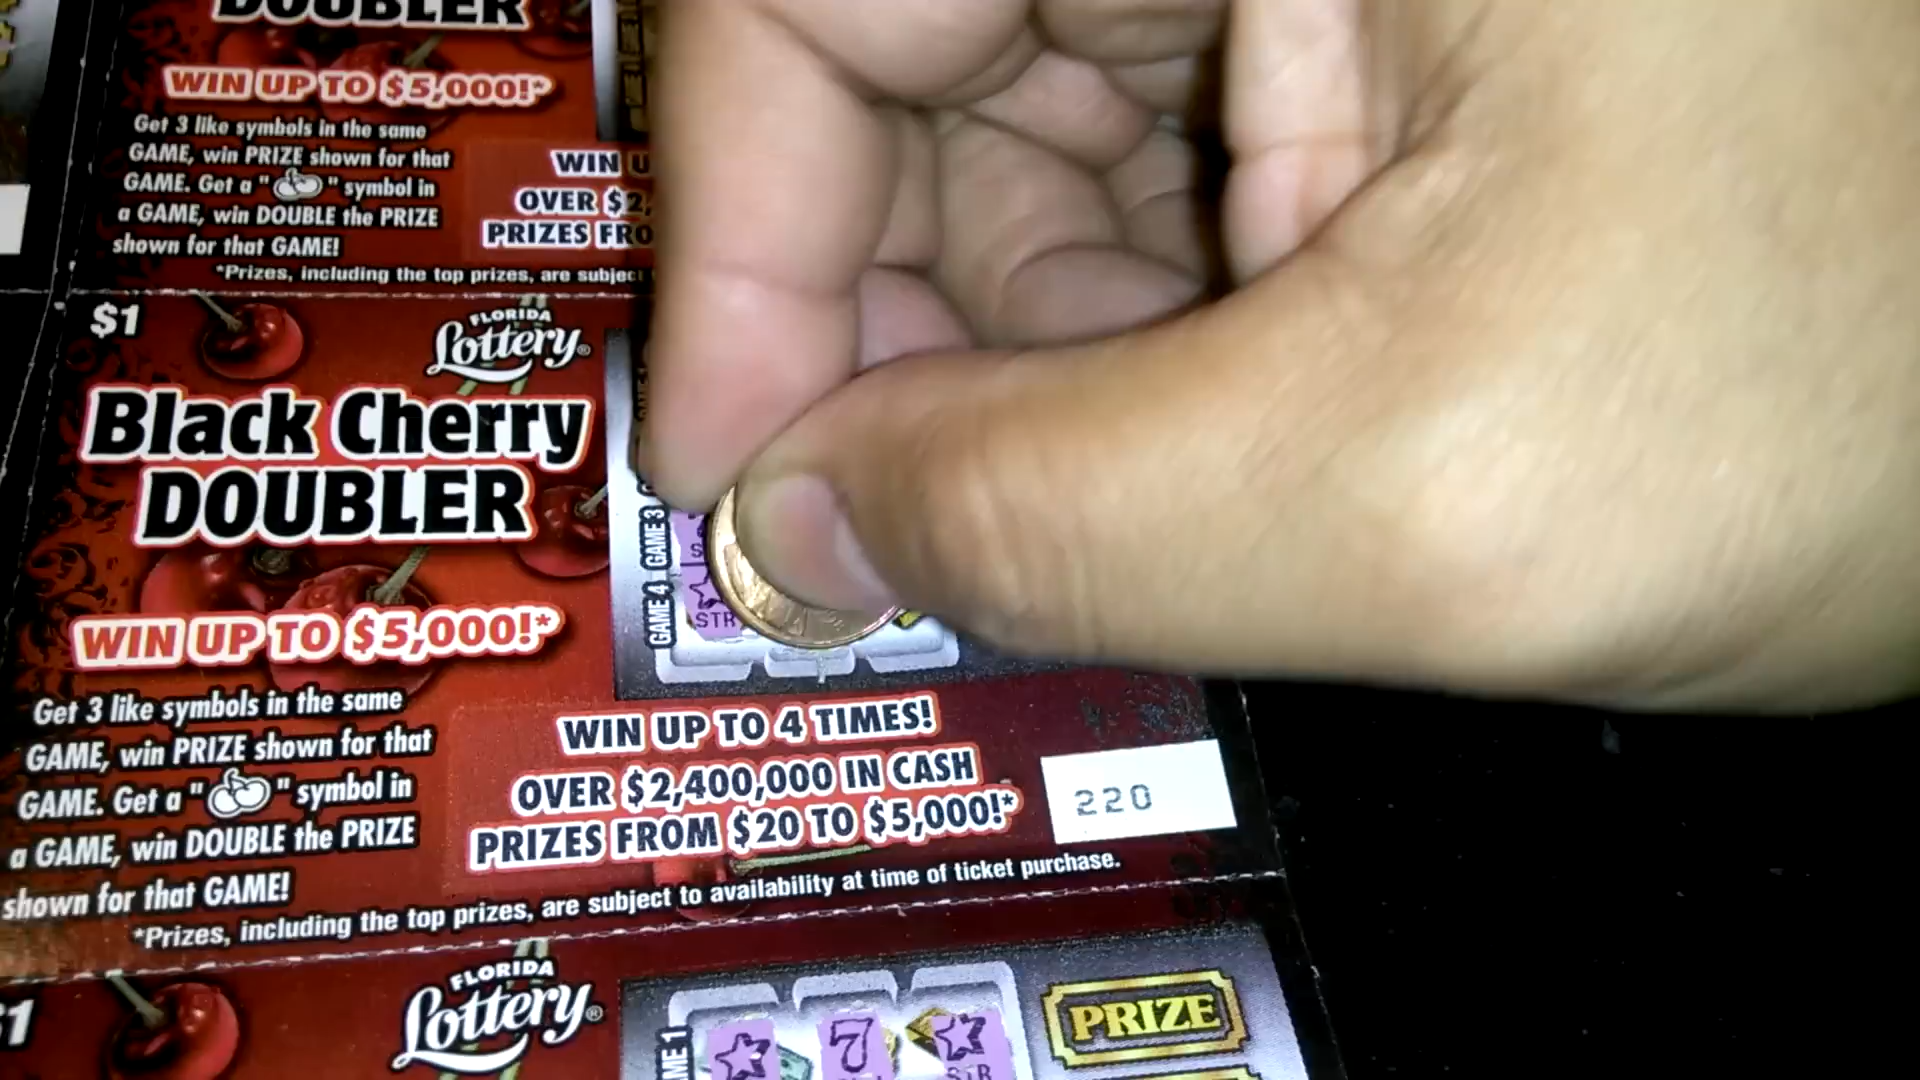 DOUBLER
WIN UP TO $5,000!*
Get 3 like symbols in the same
GAME, win PRIZE shown for that
GAME. Get a " " symbol in
a GAME, win DOUBLE the PRIZE
shown for that GAME!
WIN
OVER $2,
PRIZES
*Prizes, including the top prizes, are
$1
FLORIDA
Lottery®
Black Cherry
DOUBLER
WIN UP TO $5,000!*
Get 3 like symbols in the same
GAME, win PRIZE shown for that
GAME. Get a " " symbol in
a GAME, win DOUBLE the PRIZE
shown for that GAME!
GAME 3
GAME 4
STR
WIN UP TO 4 TIMES!
OVER $2,400,000 IN CASH
PRIZES FROM $20 TO $5,000!*
220
*Prizes, including the top prizes, are subject to availability at time of ticket purchase.
$1
FLORIDA
Lottery®
7
STR
PRIZE